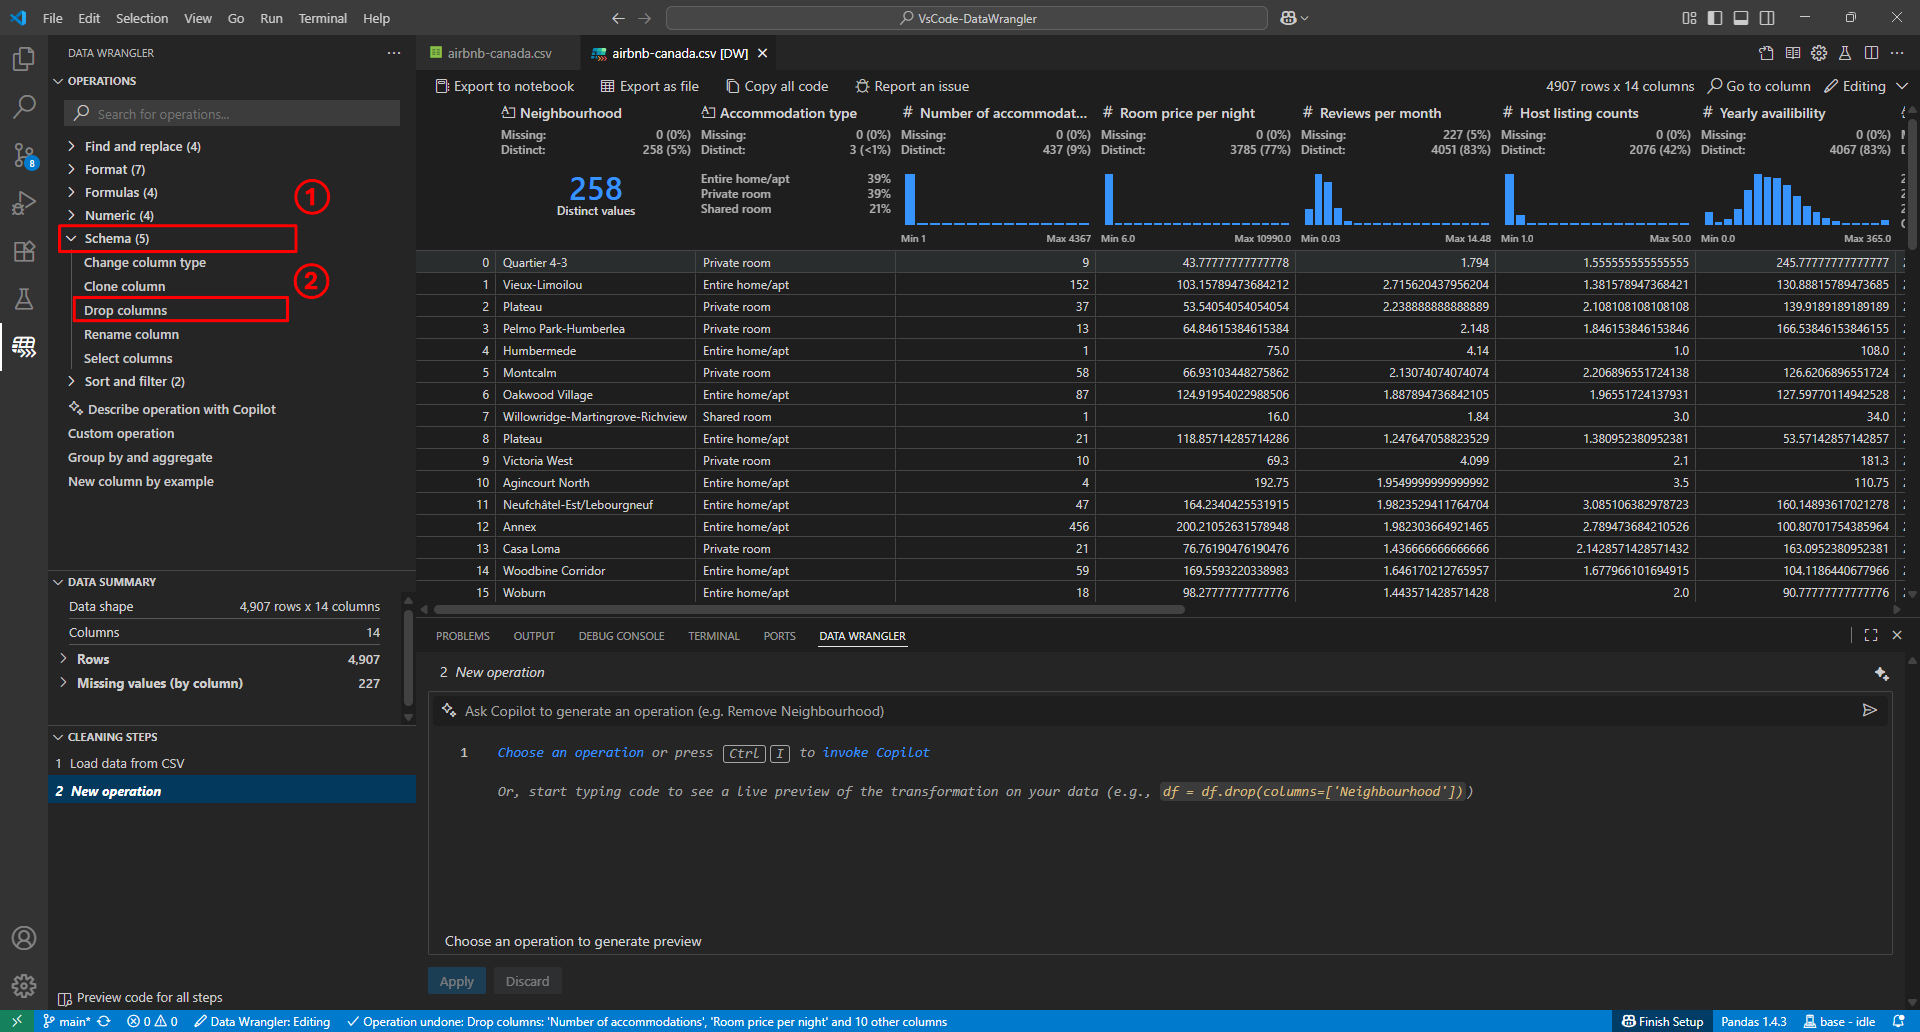 File Edit Selection View Go Run Terminal Help
VsCode-DataWrangler
DATA WRANGLER
OPERATIONS
Search for operations...
Find and replace (4)
Format (7)
Formulas (4)
Numeric (4)
1
Schema (5)
Change column type
2
Clone column
Drop columns
Rename column
Select columns
Sort and filter (2)
Describe operation with Copilot
Custom operation
Group by and aggregate
New column by example
8
DATA SUMMARY
Data shape 4,907 rows x 14 columns
Columns 14
Rows 4,907
Missing values (by column) 227
CLEANING STEPS
1 Load data from CSV
2 New operation
Preview code for all steps
airbnb-canada.csv airbnb-canada.csv [DW]
Export to notebook Export as file Copy all code Report an issue 4907 rows x 14 columns Go to column Editing
Neighbourhood Accommodation type # Number of accommodat... # Room price per night # Reviews per month # Host listing counts # Yearly availibility
Missing: 0 (0%) Missing: 0 (0%) Missing: 0 (0%) Missing: 0 (0%) Missing: 227 (5%) Missing: 0 (0%) Missing: 0 (0%)
Distinct: 258 (5%) Distinct: 3 (<1%) Distinct: 437 (9%) Distinct: 3785 (77%) Distinct: 4051 (83%) Distinct: 2076 (42%) Distinct: 4067 (83%)
258
Distinct values
Entire home/apt 39%
Private room 39%
Shared room 21%
Min 1 Max 4367 Min 6.0 Max 10990.0 Min 0.03 Max 14.48 Min 1.0 Max 50.0 Min 0.0 Max 365.0
0 Quartier 4-3 Private room 9 43.77777777777778 1.794 1.555555555555555 245.77777777777777
1 Vieux-Limoilou Entire home/apt 152 103.15789473684212 2.715620437956204 1.381578947368421 130.88815789473685
2 Plateau Private room 37 53.54054054054054 2.238888888888889 2.108108108108108 139.9189189189189
3 Pelmo Park-Humberlea Private room 13 64.84615384615384 2.148 1.846153846153846 166.53846153846155
4 Humbermede Entire home/apt 1 75.0 4.14 1.0 108.0
5 Montcalm Private room 58 66.93103448275862 2.13074074074074 2.206896551724138 126.6206896551724
6 Oakwood Village Entire home/apt 87 124.91954022988506 1.887894736842105 1.96551724137931 127.59770114942528
7 Willowridge-Martingrove-Richview Shared room 1 16.0 1.84 3.0 34.0
8 Plateau Entire home/apt 21 118.85714285714286 1.247647058823529 1.380952380952381 53.57142857142857
9 Victoria West Private room 10 69.3 4.099 2.1 181.3
10 Agincourt North Entire home/apt 4 192.75 1.9549999999999992 3.5 110.75
11 Neufchâtel-Est/Lebourgneuf Entire home/apt 47 164.2340425531915 1.9823529411764704 3.085106382978723 160.14893617021278
12 Annex Entire home/apt 456 200.21052631578948 1.982303664921465 2.789473684210526 100.80701754385964
13 Casa Loma Private room 21 76.76190476190476 1.436666666666666 2.1428571428571432 163.0952380952381
14 Woodbine Corridor Entire home/apt 59 169.5593220338983 1.646170212765957 1.677966101694915 104.1186440677966
15 Woburn Entire home/apt 18 98.27777777777776 1.443571428571428 2.0 90.77777777777776
PROBLEMS OUTPUT DEBUG CONSOLE TERMINAL PORTS DATA WRANGLER
2 New operation
Ask Copilot to generate an operation (e.g. Remove Neighbourhood)
1 Choose an operation or press Ctrl I to invoke Copilot
Or, start typing code to see a live preview of the transformation on your data (e.g., df = df.drop(columns=['Neighbourhood']))
Choose an operation to generate preview
Apply Discard
main* 0 0 Data Wrangler: Editing Operation undone: Drop columns: 'Number of accommodations', 'Room price per night' and 10 other columns Finish Setup Pandas 1.4.3 base - idle